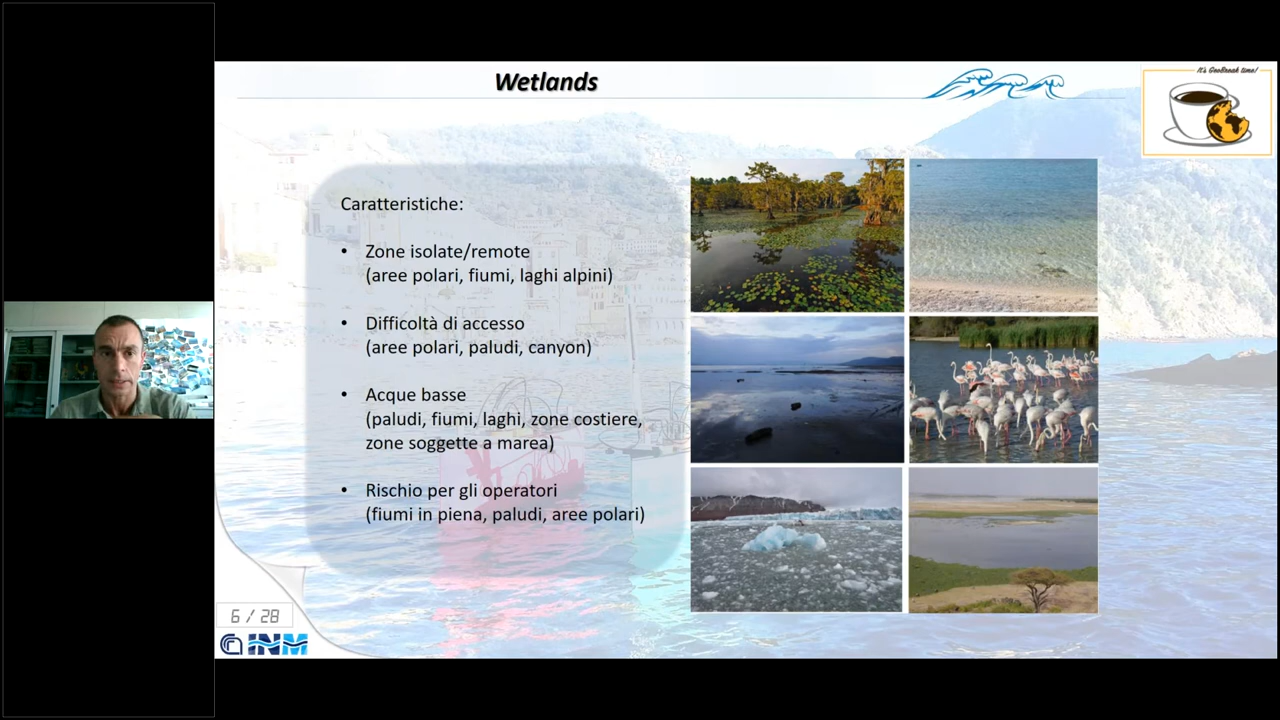 Wetlands
It's GeoBreak time!
Caratteristiche:
• Zone isolate/remote
(aree polari, fiumi, laghi alpini)
• Difficoltà di accesso
(aree polari, paludi, canyon)
• Acque basse
(paludi, fiumi, laghi, zone costiere,
zone soggette a marea)
• Rischio per gli operatori
(fiumi in piena, paludi, aree polari)
6 / 28
INM